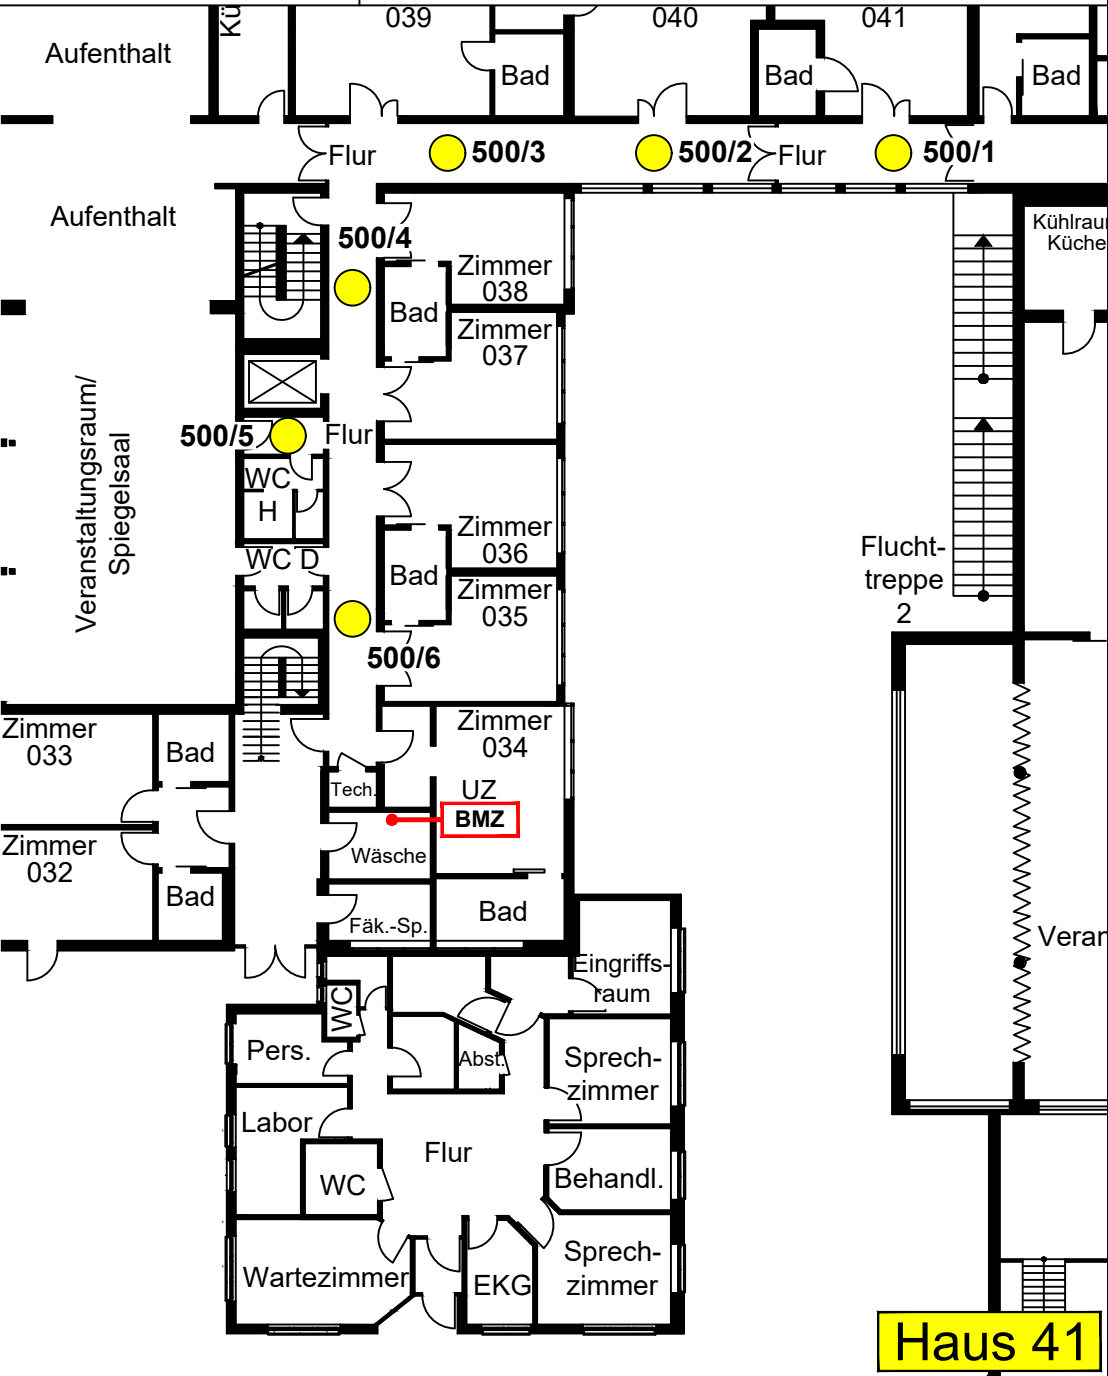 Kü
039
040
041
Aufenthalt
Bad
Bad
Bad
Flur
500/3
500/2
Flur
500/1
Aufenthalt
500/4
Kühlrau
Küche
Zimmer
038
Bad
Zimmer
037
Veranstaltungsraum/
Spiegelsaal
500/5
Flur
WC
H
Zimmer
036
WC D
Bad
Zimmer
035
Flucht-
treppe
2
500/6
Zimmer
033
Bad
Zimmer
034
Tech.
UZ
BMZ
Zimmer
032
Wäsche
Bad
Fäk.-Sp.
Bad
Veran
Eingriffs-
raum
WC
Pers.
Abst.
Sprech-
zimmer
Labor
Flur
WC
Behandl.
Wartezimmer
EKG
Sprech-
zimmer
Haus 41